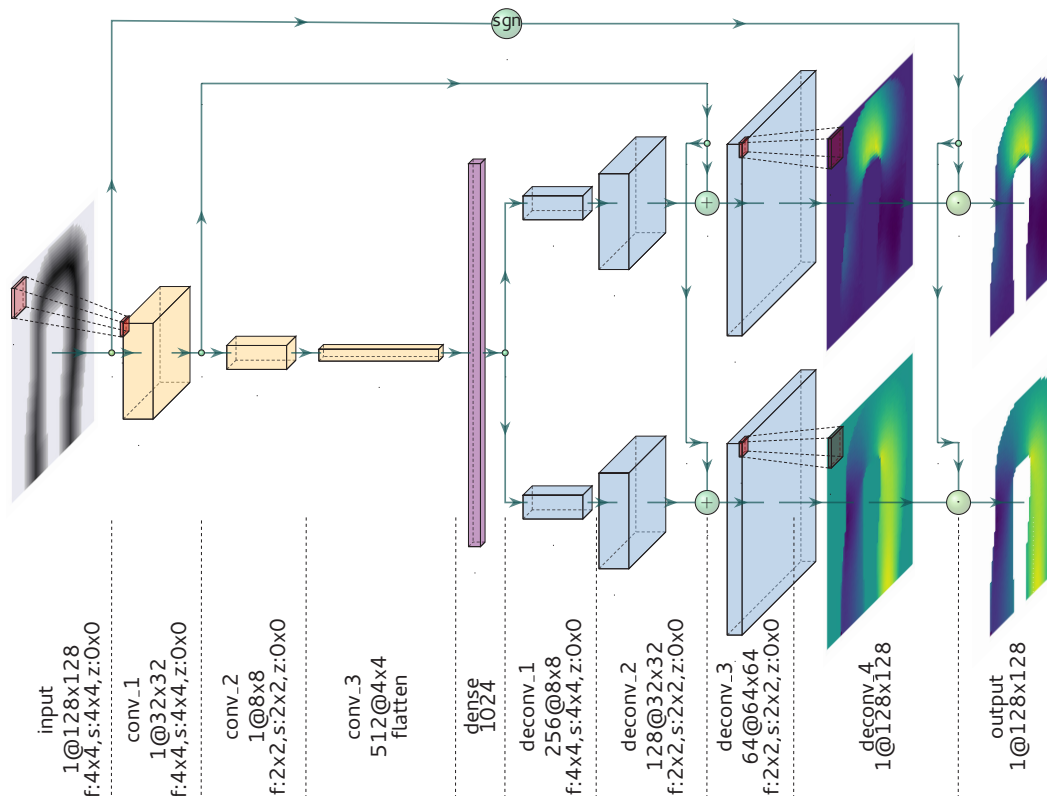 sgn
+
·
+
input
1@128x128
f:4x4,s:4x4,z:0x0
conv_1
1@32x32
f:4x4,s:4x4,z:0x0
conv_2
1@8x8
f:2x2,s:2x2,z:0x0
conv_3
512@4x4
flatten
dense
1024
deconv_1
256@8x8
f:4x4,s:4x4,z:0x0
deconv_2
128@32x32
f:2x2,s:2x2,z:0x0
deconv_3
64@64x64
f:2x2,s:2x2,z:0x0
deconv_4
1@128x128
output
1@128x128